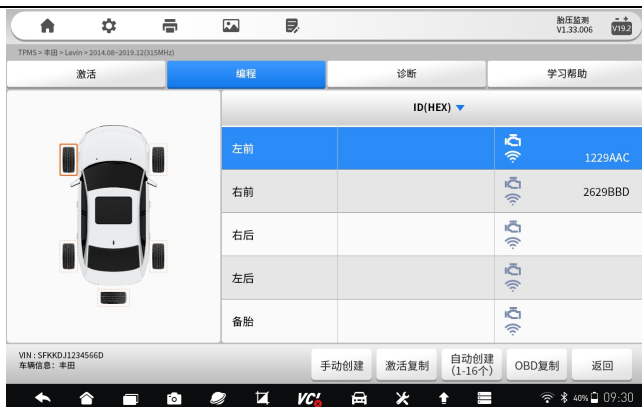 胎压监测
V1.33.006
V19.2
TPMS > 丰田 > Levin > 2014.08-2019.12(315MHz)
激活
编程
诊断
学习帮助
ID(HEX)
左前
1229AAC
右前
2629BBD
右后
左后
备胎
VIN : SFKKDJ1234566D
车辆信息: 丰田
手动创建
激活复制
自动创建
(1-16个)
OBD复制
返回
VC
40%
09:30